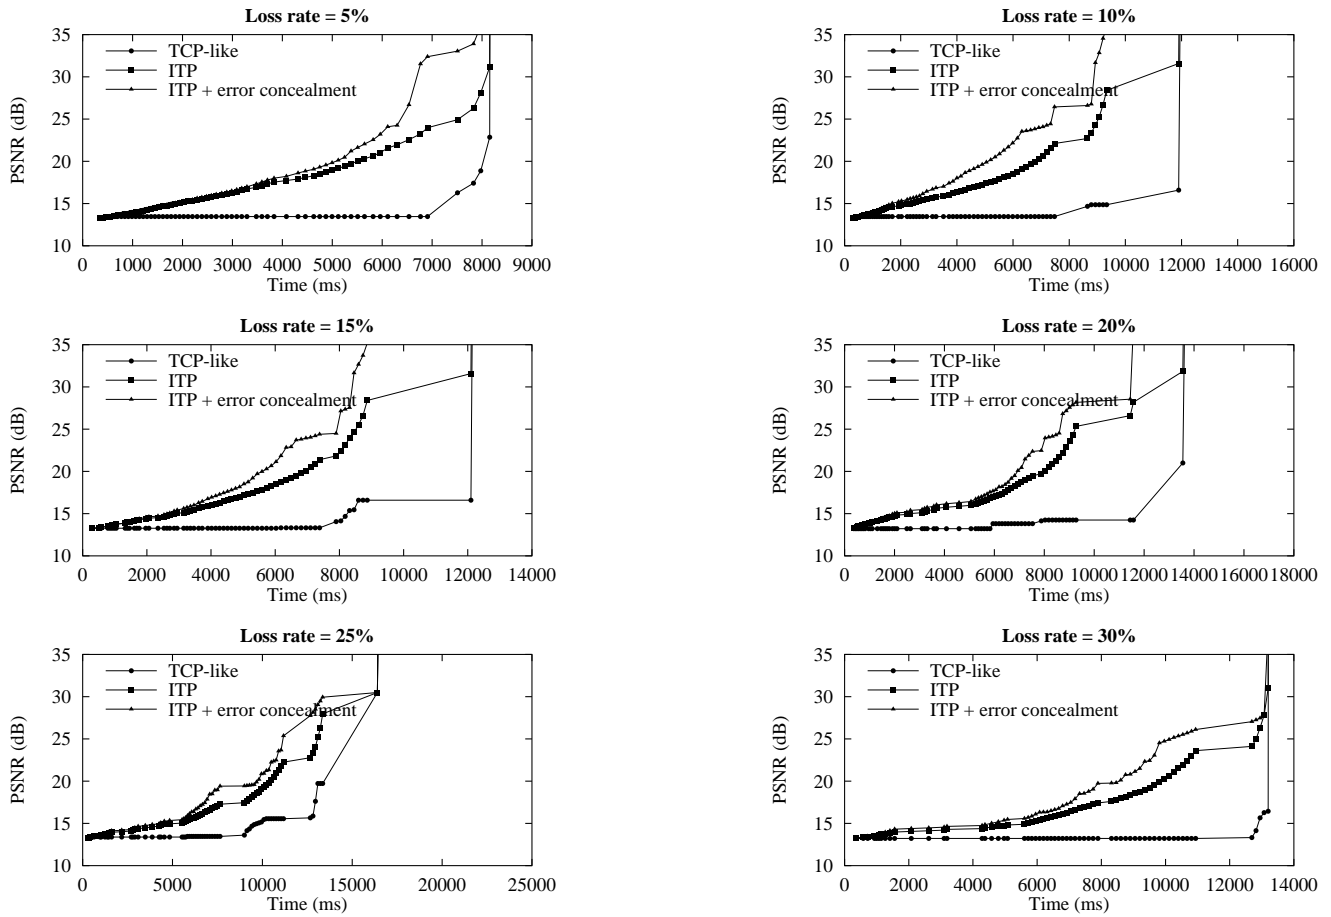 Loss rate = 5%
35
30
25
20
15
10
PSNR (dB)
TCP-like
ITP
ITP + error concealment
1000 2000 3000 4000 5000 6000 7000 8000 9000
Time (ms)
Loss rate = 10%
35
30
25
20
15
10
PSNR (dB)
TCP-like
ITP
ITP + error concealment
0 2000 4000 6000 8000 10000 12000 14000 16000
Time (ms)
Loss rate = 15%
35
30
25
20
15
10
PSNR (dB)
TCP-like
ITP
ITP + error concealment
0 2000 4000 6000 8000 10000 12000 14000
Time (ms)
Loss rate = 20%
35
30
25
20
15
10
PSNR (dB)
TCP-like
ITP
ITP + error concealment
0 2000 4000 6000 8000 10000 12000 14000 16000 18000
Time (ms)
Loss rate = 25%
35
30
25
20
15
10
PSNR (dB)
TCP-like
ITP
ITP + error concealment
0 5000 10000 15000 20000 25000
Time (ms)
Loss rate = 30%
35
30
25
20
15
10
PSNR (dB)
TCP-like
ITP
ITP + error concealment
0 2000 4000 6000 8000 10000 12000 14000
Time (ms)